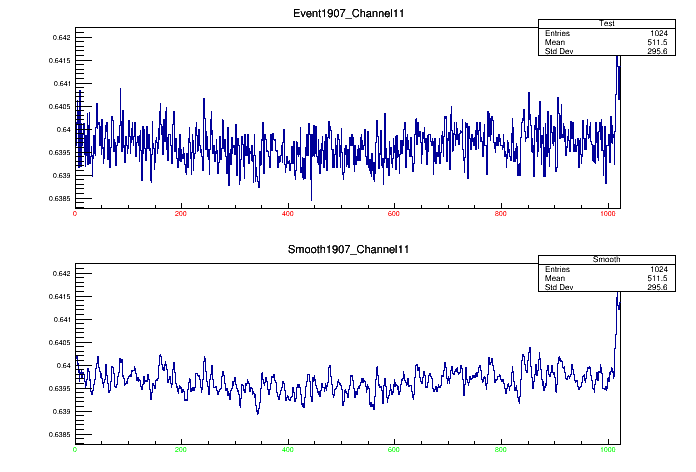 Event1907_Channel11
Test
Entries 1024
Mean 511.5
Std Dev 295.6
0.642
0.6415
0.641
0.6405
0.64
0.6395
0.639
0.6385
0 200 400 600 800 1000
Smooth1907_Channel11
Smooth
Entries 1024
Mean 511.5
Std Dev 295.6
0.642
0.6415
0.641
0.6405
0.64
0.6395
0.639
0.6385
0 200 400 600 800 1000